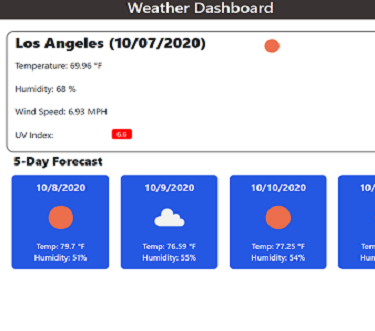 Weather Dashboard
Los Angeles (10/07/2020)
Temperature: 69.96 °F
Humidity: 68 %
Wind Speed: 6.93 MPH
UV Index: 6.6
5-Day Forecast
10/8/2020 10/9/2020 10/10/2020 10/
Temp: 79.7 °F Temp: 76.59 °F Temp: 77.25 °F Tem
Humidity: 51% Humidity: 55% Humidity: 54% Hum